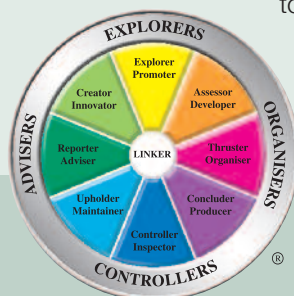 to
EXPLORERS
Explorer
Promoter
Creator
Innovator
Assessor
Developer
ADVISERS
Reporter
Adviser
LINKER
Thruster
Organiser
ORGANISERS
Upholder
Maintainer
Concluder
Producer
Controller
Inspector
CONTROLLERS
®